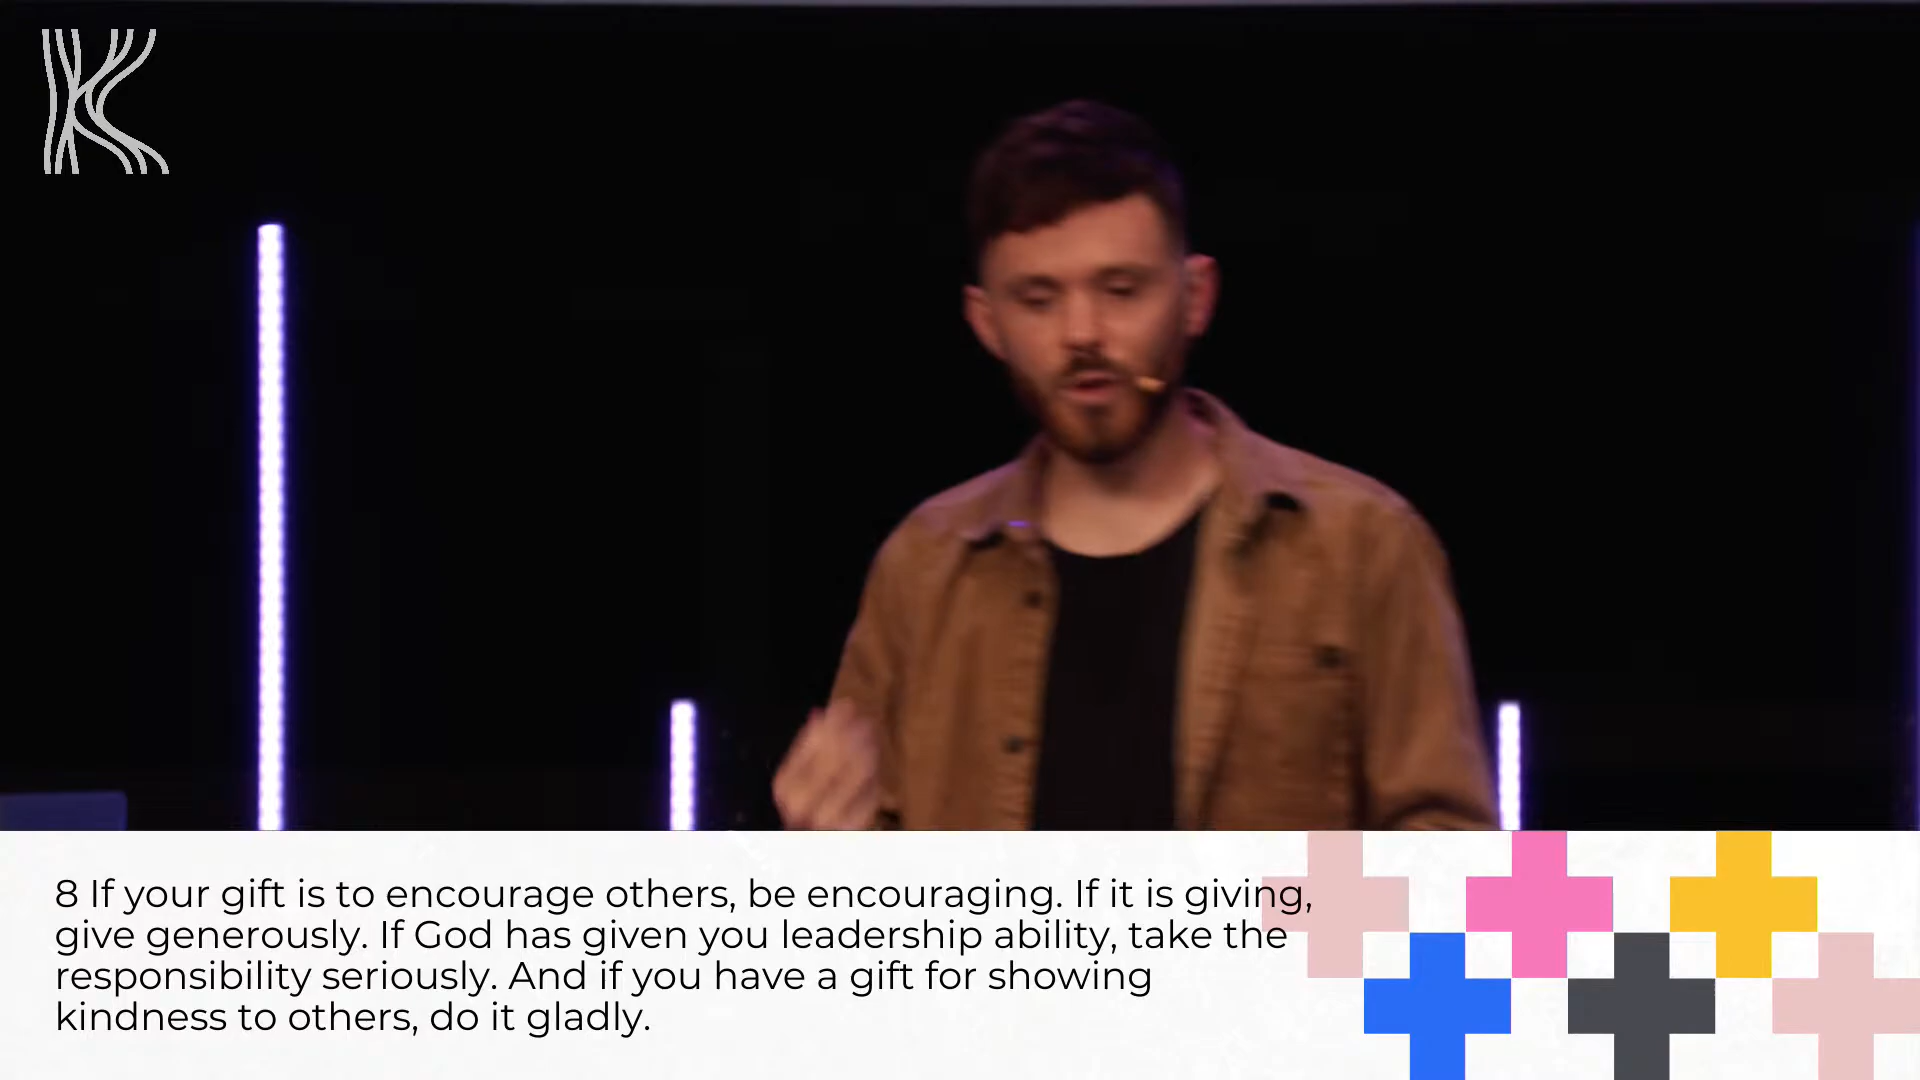 K
8 If your gift is to encourage others, be encouraging. If it is giving,
give generously. If God has given you leadership ability, take the
responsibility seriously. And if you have a gift for showing
kindness to others, do it gladly.